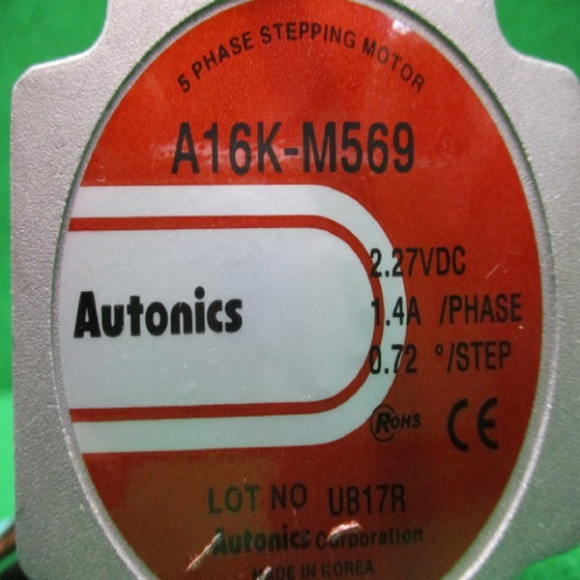 5 PHASE STEPPING MOTOR
A16K-M569
2.27VDC
Autonics
1.4A /PHASE
0.72 °/STEP
RoHS CE
LOT NO UB17R
Autonics Corporation
MADE IN KOREA